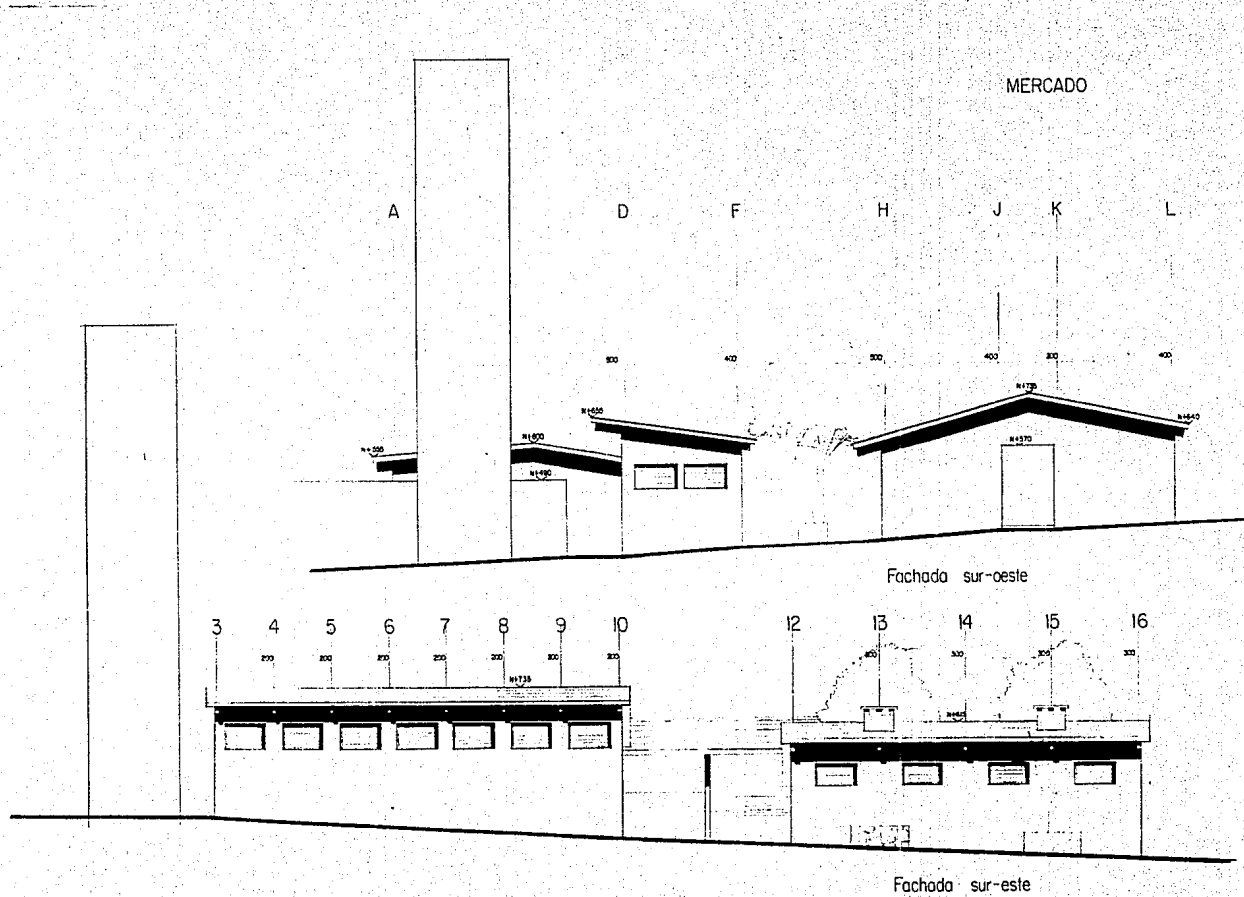 MERCADO
A D F H J K L
500 400 500 400 200 400
N+735
N+655
N+640
N+600
N+570
N+555
N+490
Fachada sur-oeste
3 4 5 6 7 8 9 10 12 13 14 15 16
200 200 200 200 200 200 200 300 300 300 300
N+735
Fachada sur-este